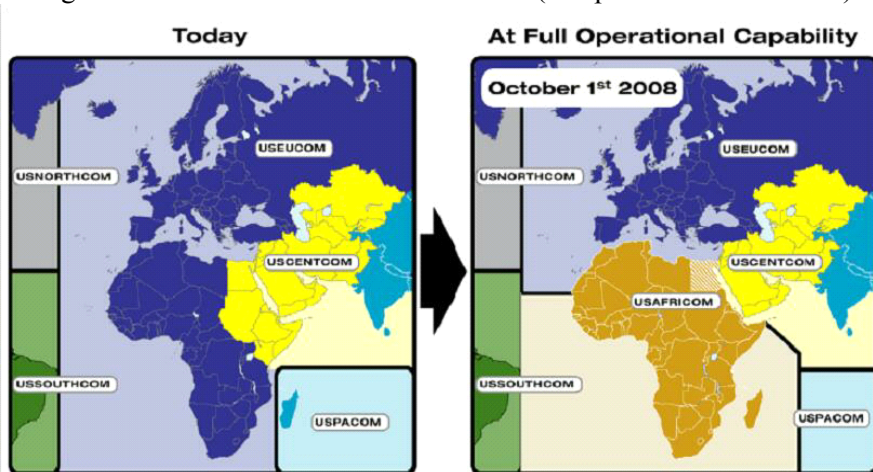 Today
USEUCOM
USNORTHCOM
USCENTCOM
USSOUTHCOM
USPACOM
At Full Operational Capability
October 1st 2008
USEUCOM
USNORTHCOM
USCENTCOM
USAFRICOM
USSOUTHCOM
USPACOM